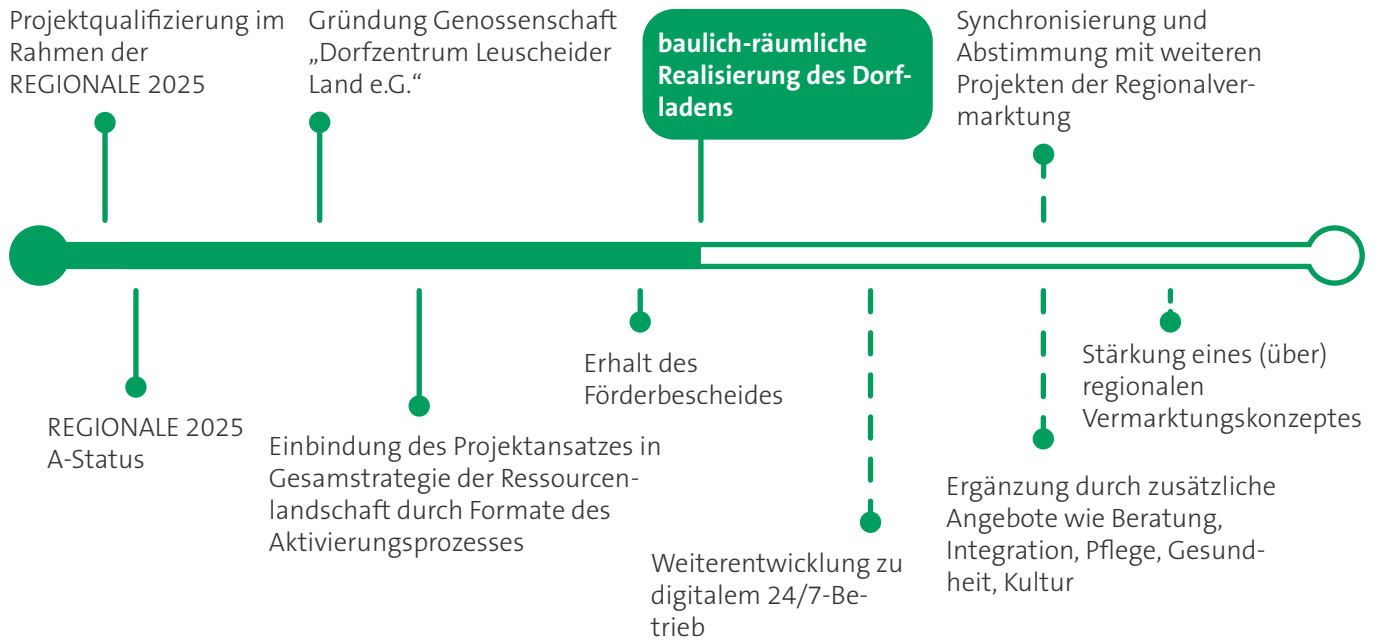 Projektqualifizierung im
Rahmen der
REGIONALE 2025
Gründung Genossenschaft
„Dorfzentrum Leuscheider
Land e.G.“
baulich-räumliche
Realisierung des Dorf-
ladens
Synchronisierung und
Abstimmung mit weiteren
Projekten der Regionalver-
marktung
REGIONALE 2025
A-Status
Einbindung des Projektansatzes in
Gesamstrategie der Ressourcen-
landschaft durch Formate des
Aktivierungsprozesses
Erhalt des
Förderbescheides
Weiterentwicklung zu
digitalem 24/7-Be-
trieb
Ergänzung durch zusätzliche
Angebote wie Beratung,
Integration, Pflege, Gesund-
heit, Kultur
Stärkung eines (über)
regionalen
Vermarktungskonzeptes